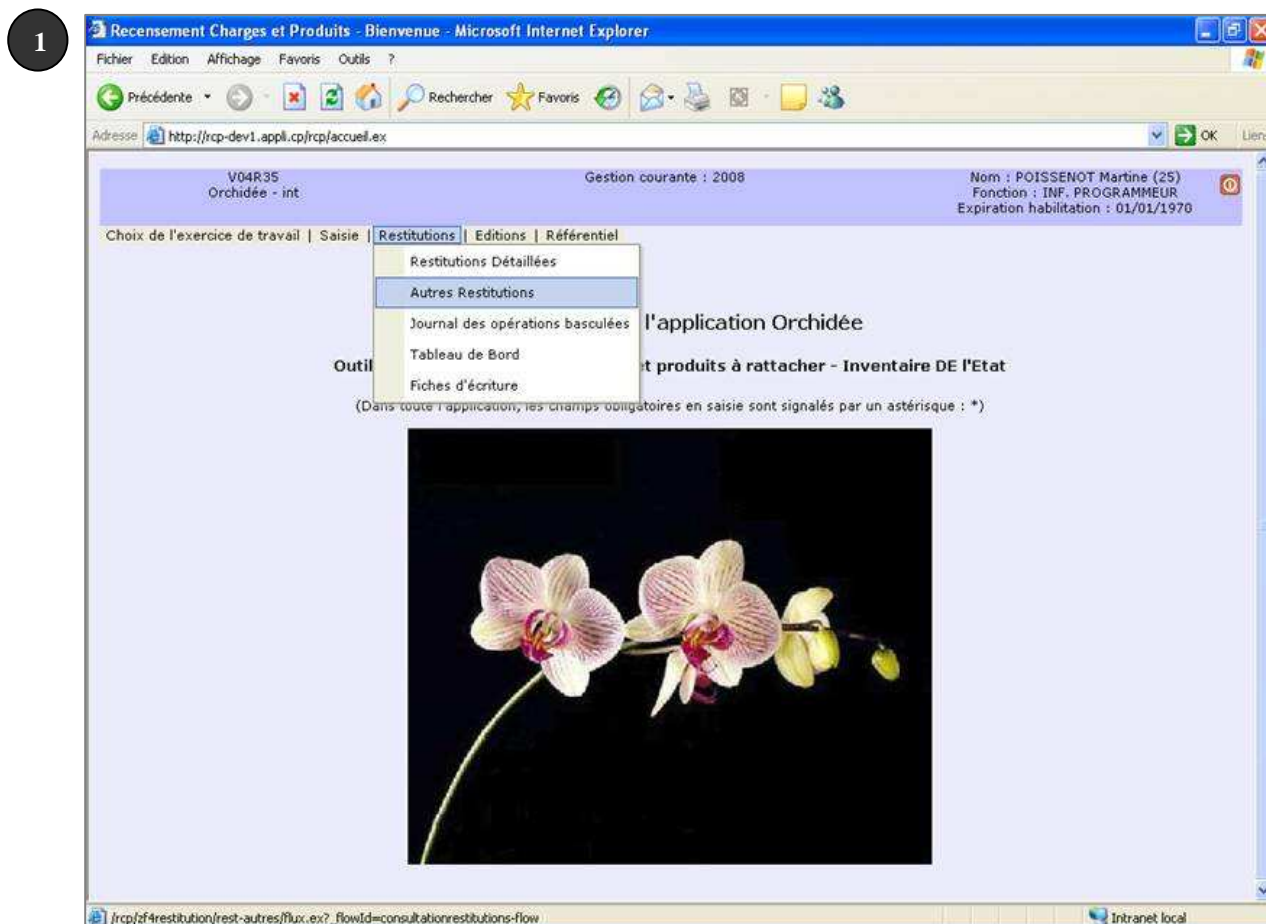 1
Recensement Charges et Produits - Bienvenue - Microsoft Internet Explorer
Fichier Edition Affichage Favoris Outils ?
Précédente Rechercher Favoris
Adresse http://rcp-dev1.appli.cp/rcp/accueil.ex OK Liens
V04R35 Gestion courante : 2008 Nom : POISSENOT Martine (25)
Orchidée - int Fonction : INF. PROGRAMMEUR
Expiration habilitation : 01/01/1970
Choix de l'exercice de travail | Saisie | Restitutions | Editions | Référentiel
Restitutions Détaillées
Autres Restitutions
Journal des opérations basculées l'application Orchidée
Tableau de Bord
Outil t produits à rattacher - Inventaire DE l'Etat
Fiches d'écriture
(Dans toute l'application, les champs obligatoires en saisie sont signalés par un astérisque : *)
/rcp/zf4restitution/rest-autres/flux.ex?_flowId=consultationrestitutions-flow Intranet local